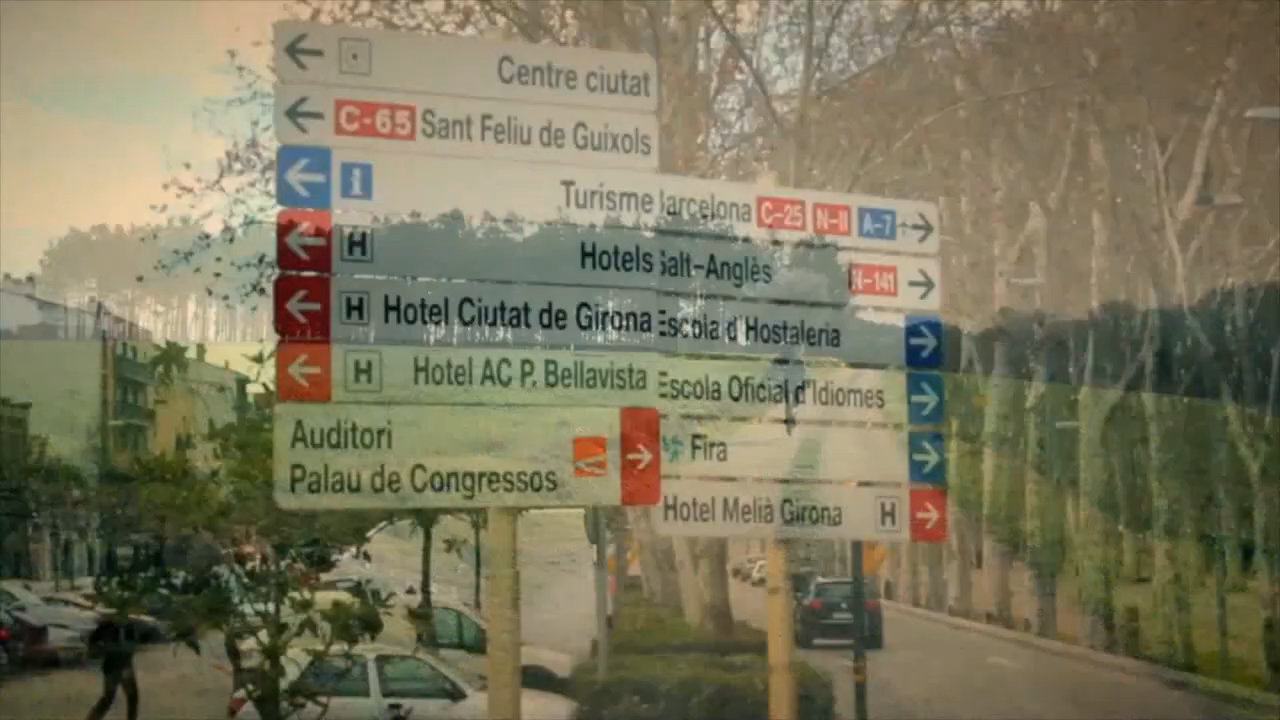 Centre ciutat
C-65 Sant Feliu de Guixols
i Turisme
H Hotels
H Hotel Ciutat de Girona
H Hotel AC P. Bellavista
Auditori
Palau de Congressos
arcelona C-25 N-II A-7
alt-Anglès N-141
Escola d'Hostaleria
Escola Oficial d'Idiomes
Fira
Hotel Melià Girona H